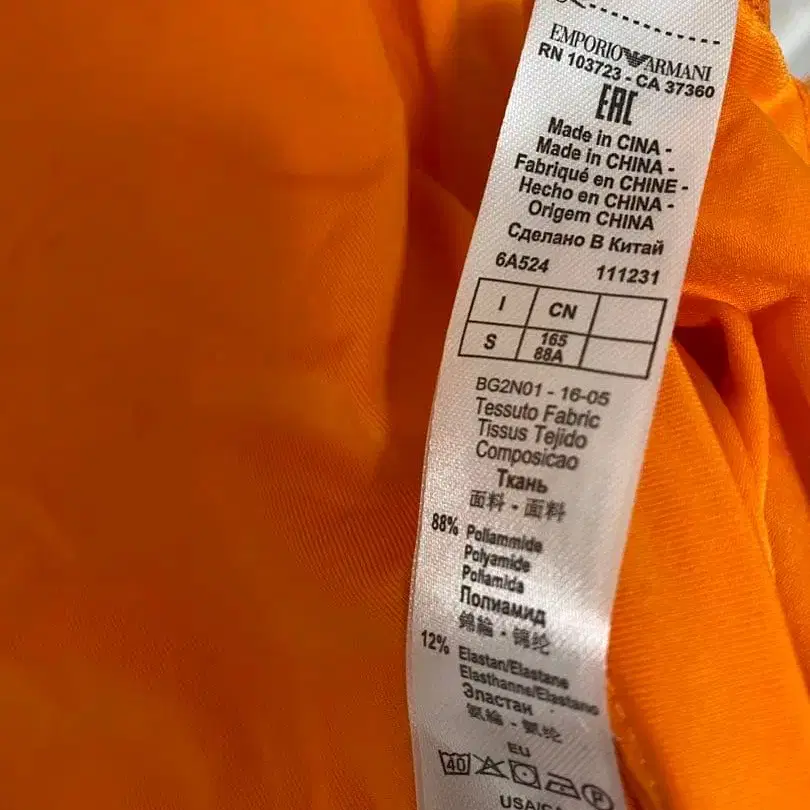 EMPORIO ARMANI
RN 103723 - CA 37360
EAC
Made in CINA -
Made in CHINA -
Fabriqué en CHINE -
Hecho en CHINA -
Origem CHINA
Сделано В Китай
6A524 111231
I CN
S 165
88A
BG2N01 - 16-05
Tessuto Fabric
Tissus Tejido
Composicao
Ткань
面料 - 面料
88% Poliammide
Polyamide
Poliamida
Полиамид
錦綸 - 锦纶
12% Elastan/Elastane
Elasthanne/Elastano
Эластан
氨綸 - 氨纶
EU
40
P